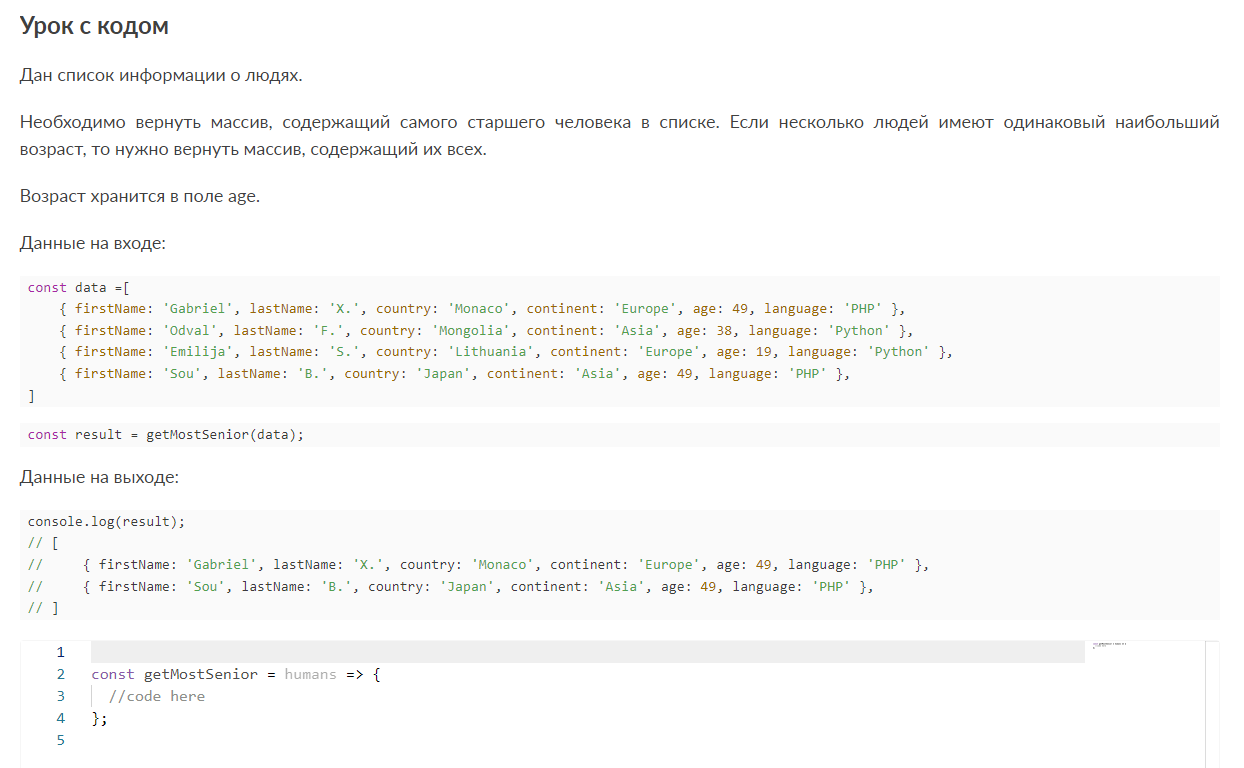 Урок с кодом
Дан список информации о людях.
Необходимо вернуть массив, содержащий самого старшего человека в списке. Если несколько людей имеют одинаковый наибольший
возраст, то нужно вернуть массив, содержащий их всех.
Возраст хранится в поле age.
Данные на входе:
const data =[
    { firstName: 'Gabriel', lastName: 'X.', country: 'Monaco', continent: 'Europe', age: 49, language: 'PHP' },
    { firstName: 'Odval', lastName: 'F.', country: 'Mongolia', continent: 'Asia', age: 38, language: 'Python' },
    { firstName: 'Emilija', lastName: 'S.', country: 'Lithuania', continent: 'Europe', age: 19, language: 'Python' },
    { firstName: 'Sou', lastName: 'B.', country: 'Japan', continent: 'Asia', age: 49, language: 'PHP' },
]
const result = getMostSenior(data);
Данные на выходе:
console.log(result);
// [
//     { firstName: 'Gabriel', lastName: 'X.', country: 'Monaco', continent: 'Europe', age: 49, language: 'PHP' },
//     { firstName: 'Sou', lastName: 'B.', country: 'Japan', continent: 'Asia', age: 49, language: 'PHP' },
// ]
1
2 const getMostSenior = humans => {
3   //code here
4 };
5